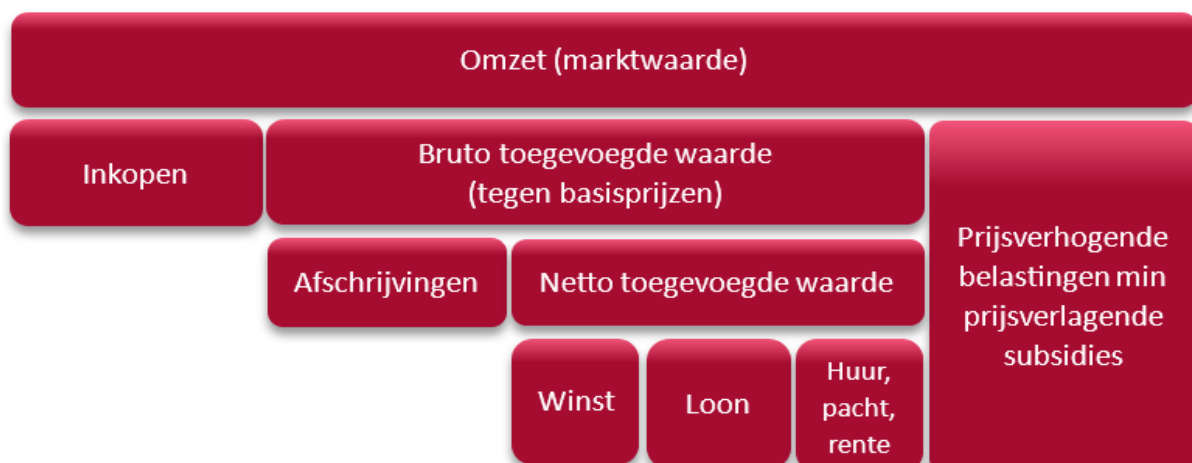 Omzet (marktwaarde)
Inkopen
Bruto toegevoegde waarde
(tegen basisprijzen)
Prijsverhogende
belastingen min
prijsverlagende
subsidies
Afschrijvingen
Netto toegevoegde waarde
Winst
Loon
Huur,
pacht,
rente